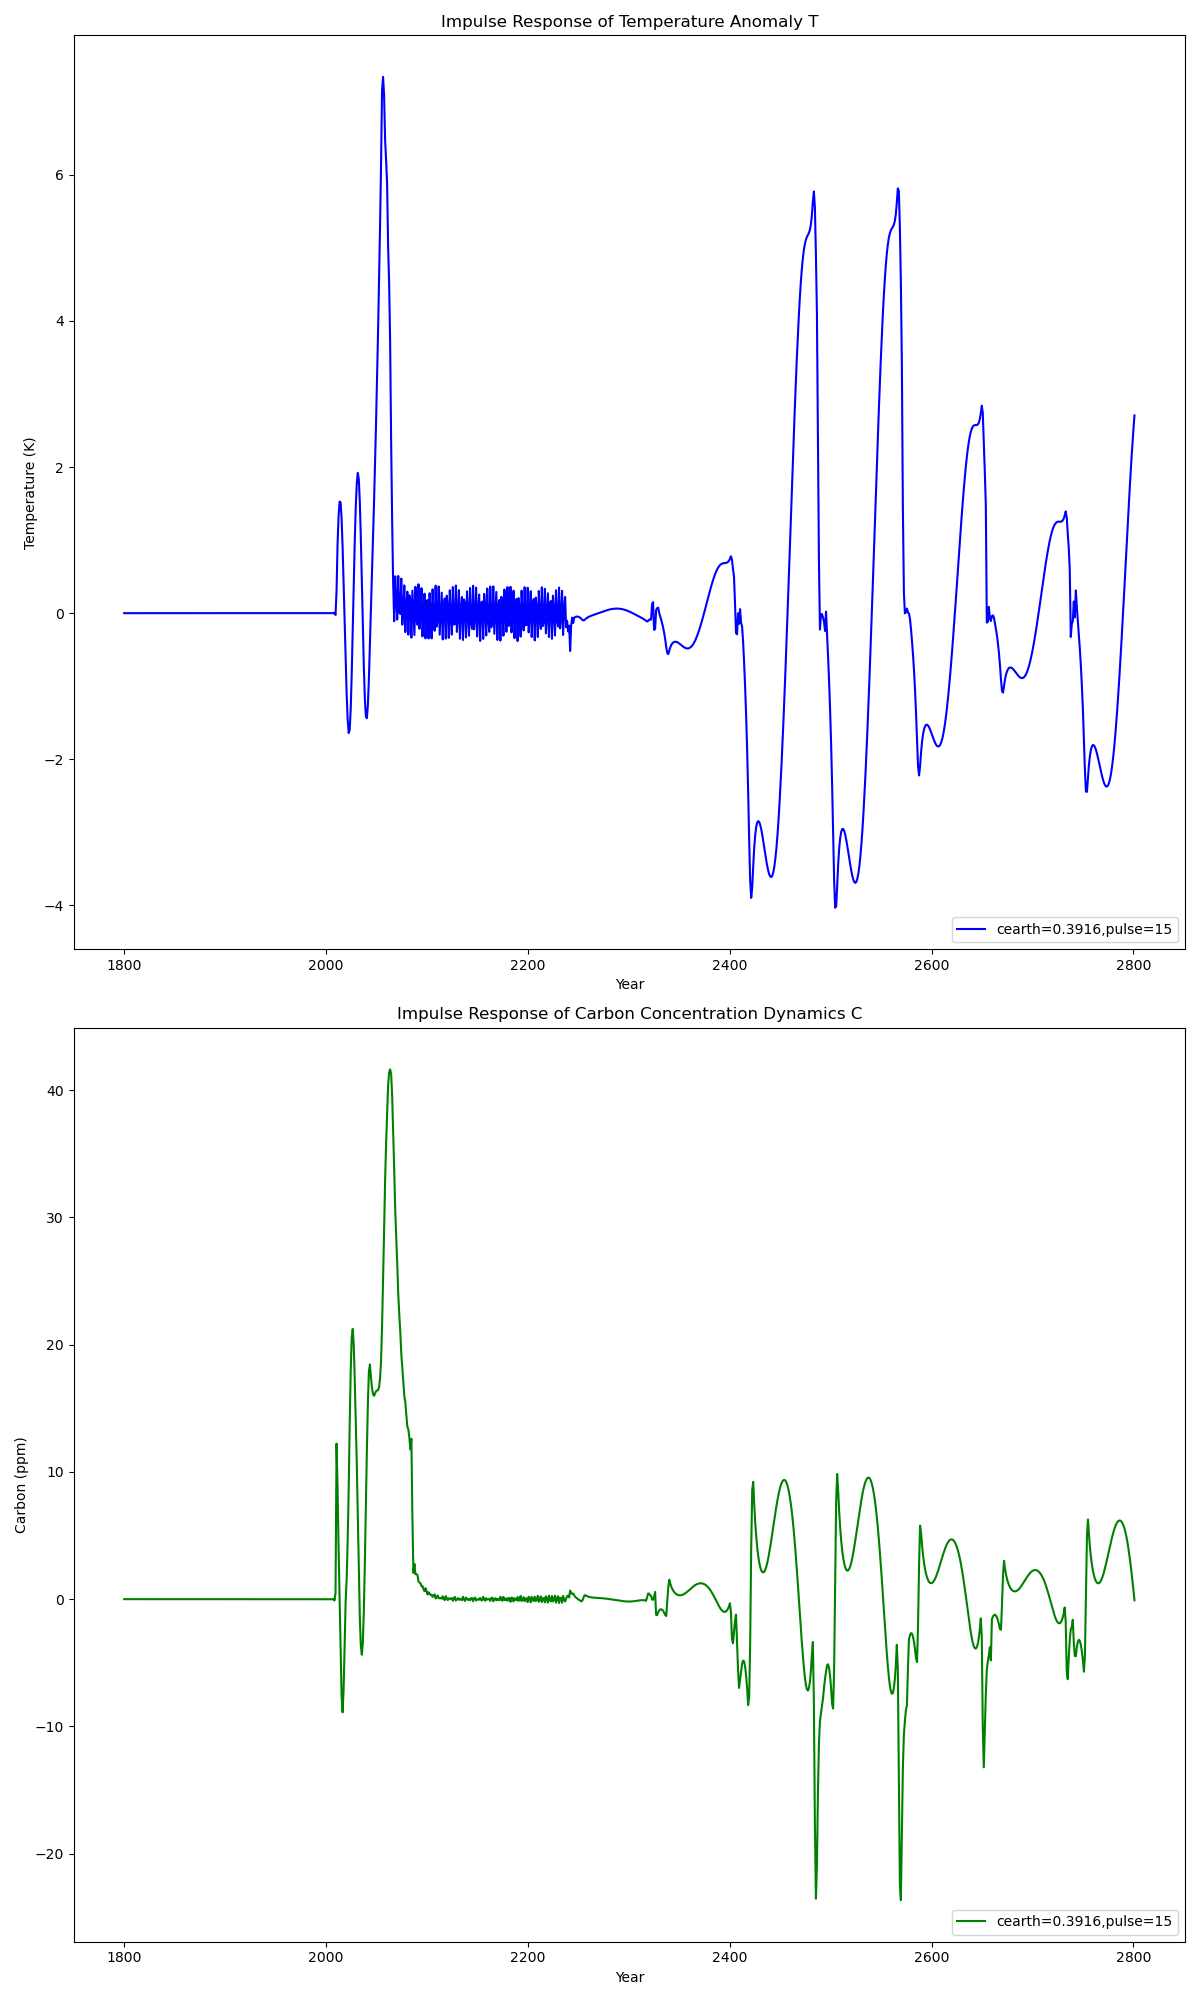 Impulse Response of Temperature Anomaly T
Temperature (K)
6
4
2
0
−2
−4
cearth=0.3916,pulse=15
1800 2000 2200 2400 2600 2800
Year
Impulse Response of Carbon Concentration Dynamics C
Carbon (ppm)
40
30
20
10
0
−10
−20
cearth=0.3916,pulse=15
1800 2000 2200 2400 2600 2800
Year